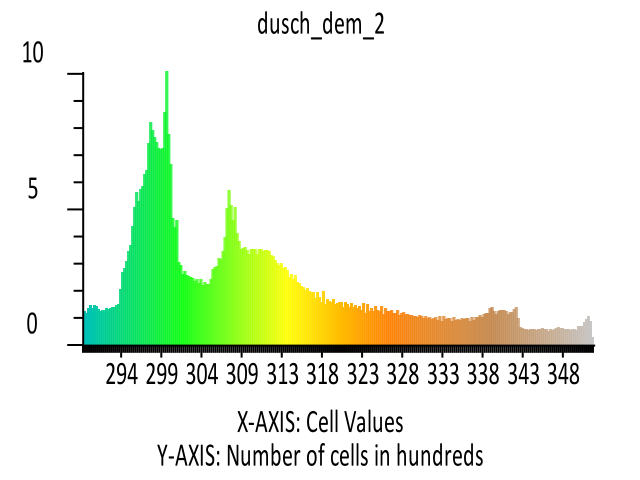 dusch_dem_2
10
5
0
294 299 304 309 313 318 323 328 333 338 343 348
X-AXIS: Cell Values
Y-AXIS: Number of cells in hundreds